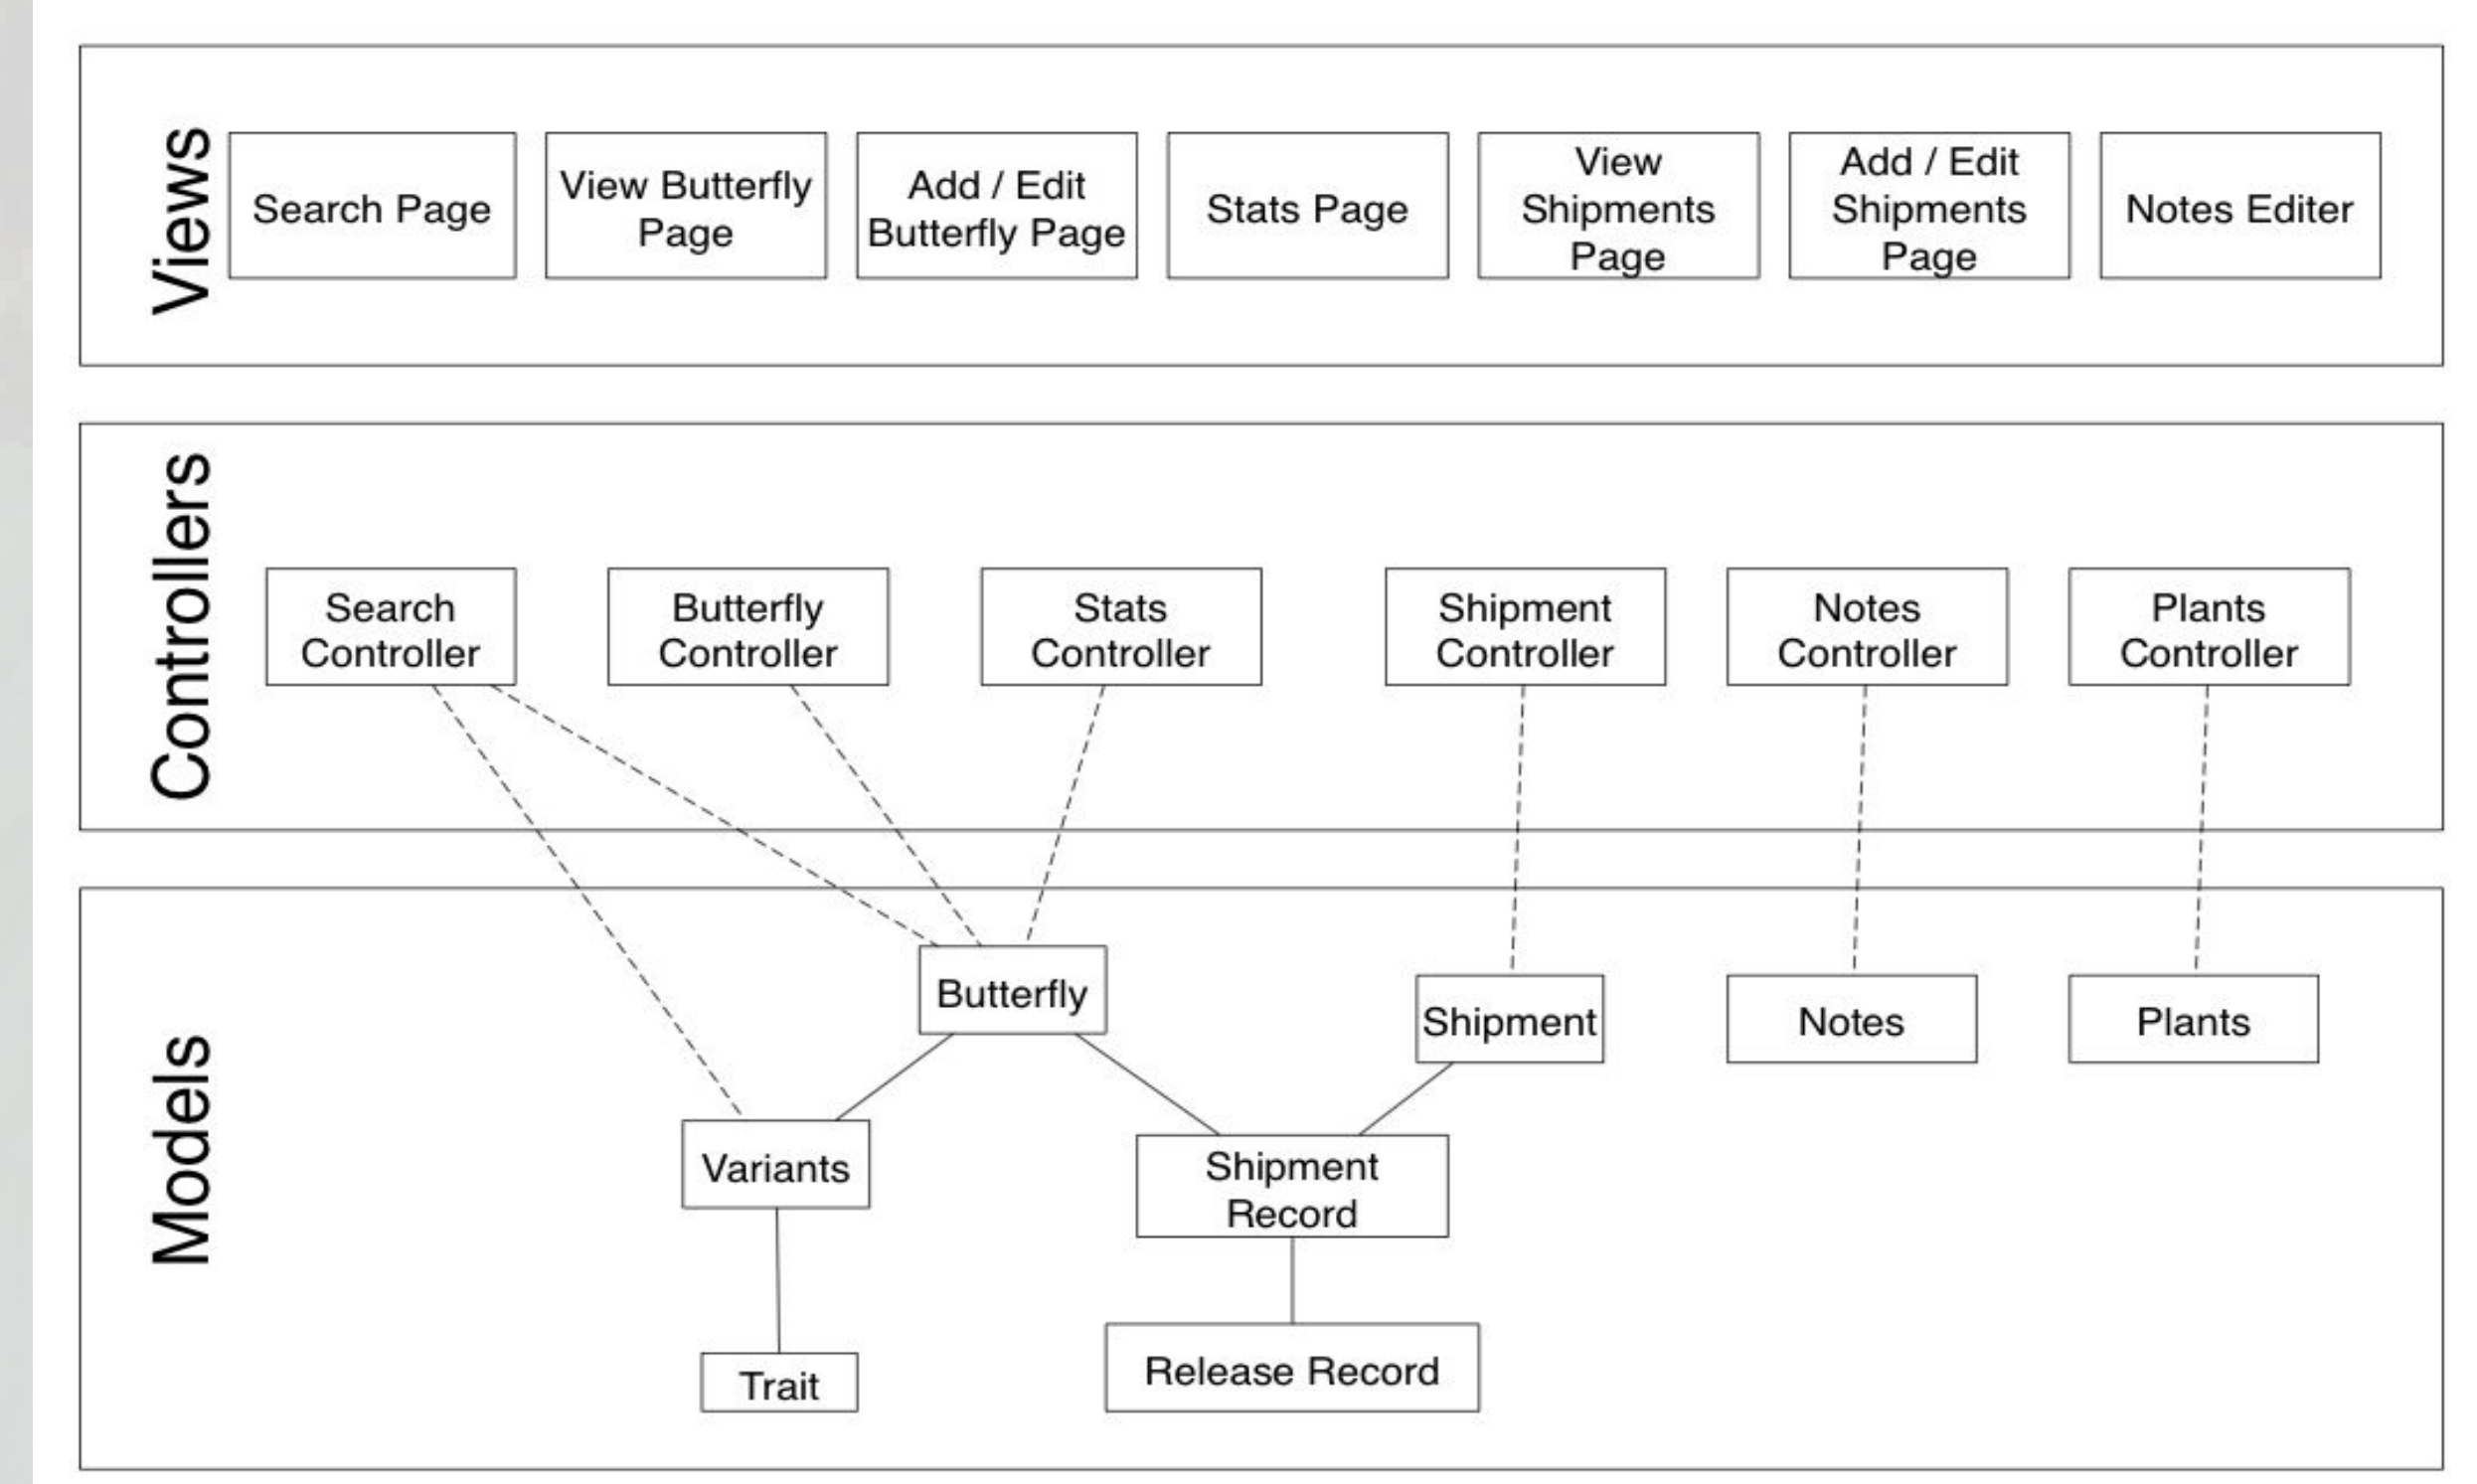 Views
Search Page
View Butterfly
Page
Add / Edit
Butterfly Page
Stats Page
View
Shipments
Page
Add / Edit
Shipments
Page
Notes Editer
Controllers
Search
Controller
Butterfly
Controller
Stats
Controller
Shipment
Controller
Notes
Controller
Plants
Controller
Models
Butterfly
Shipment
Notes
Plants
Variants
Shipment
Record
Trait
Release Record